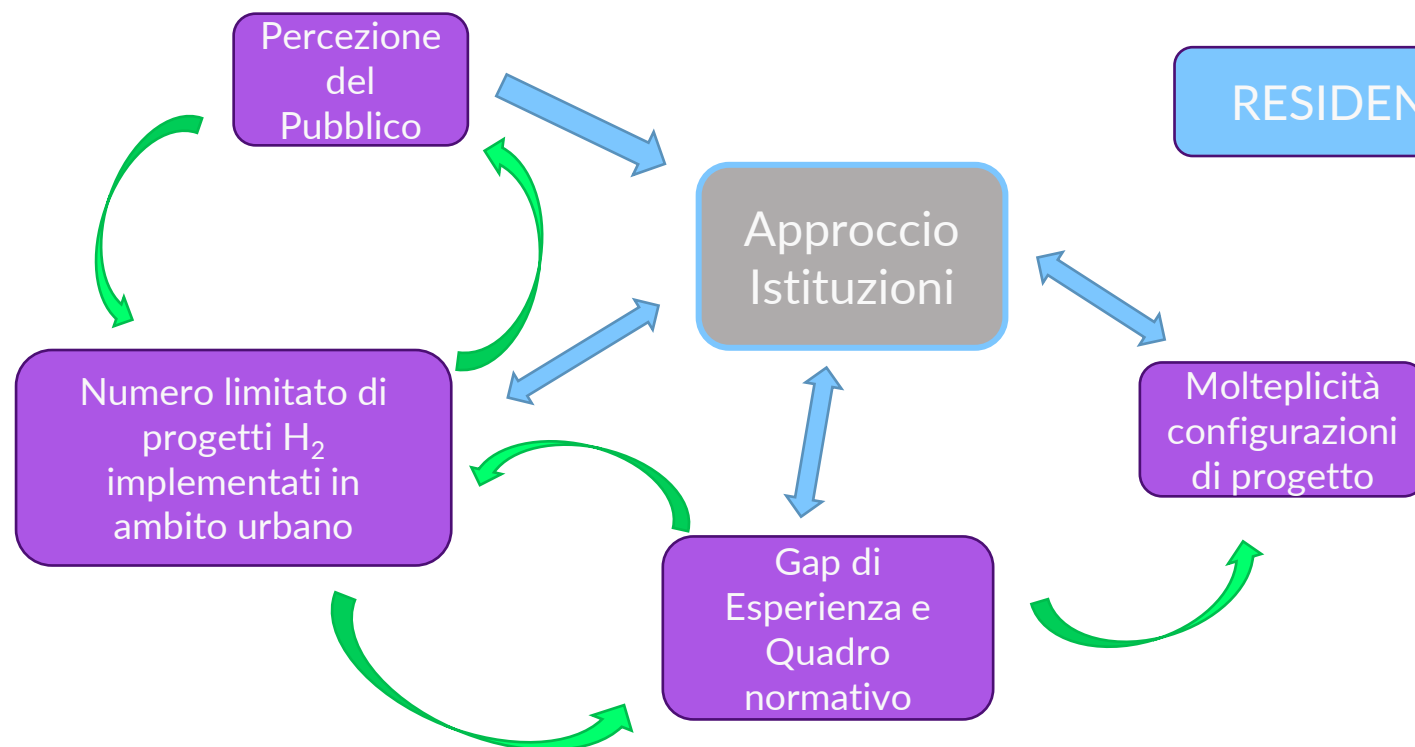 Percezione
del
Pubblico
RESIDEN
Approccio
Istituzioni
Numero limitato di
progetti H₂
implementati in
ambito urbano
Molteplicità
configurazioni
di progetto
Gap di
Esperienza e
Quadro
normativo